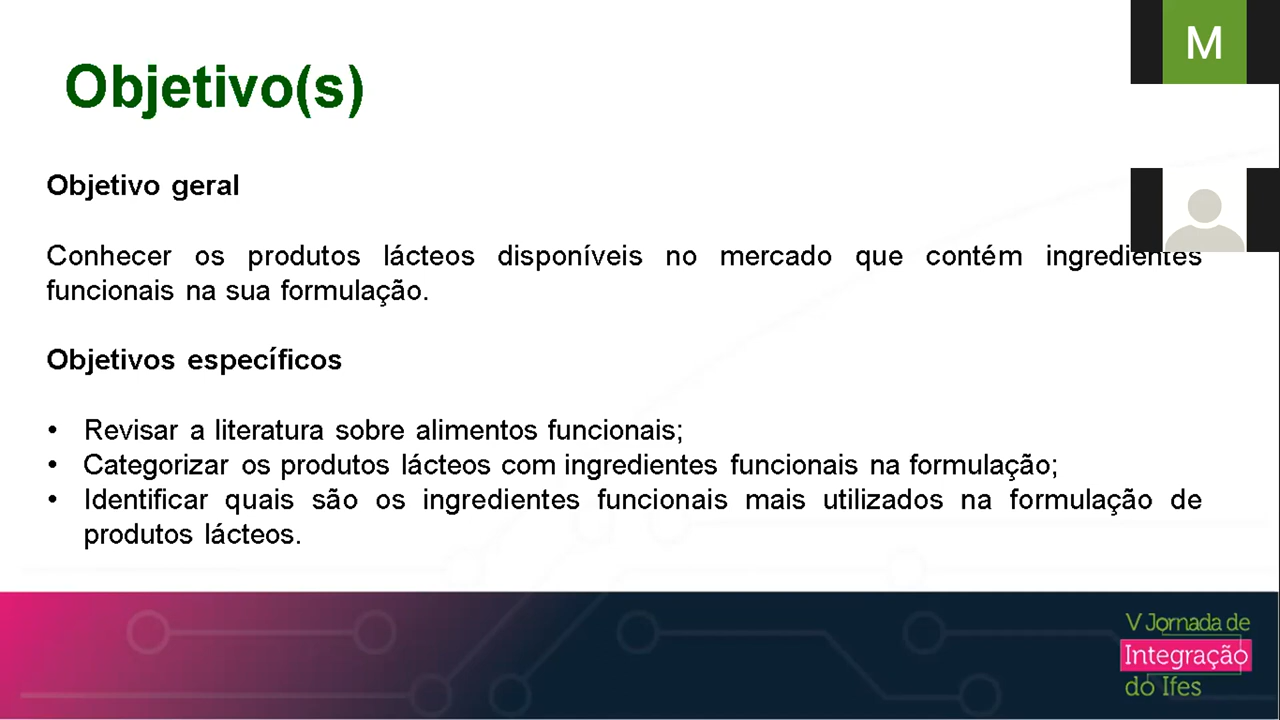 Objetivo(s)
M
Objetivo geral
Conhecer os produtos lácteos disponíveis no mercado que contém ingredientes
funcionais na sua formulação.
Objetivos específicos
• Revisar a literatura sobre alimentos funcionais;
• Categorizar os produtos lácteos com ingredientes funcionais na formulação;
• Identificar quais são os ingredientes funcionais mais utilizados na formulação de
produtos lácteos.
V Jornada de
Integração
do Ifes